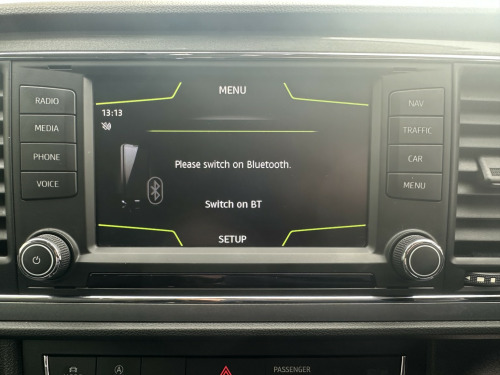 MENU
RADIO
NAV
13:13
MEDIA
TRAFFIC
PHONE
Please switch on Bluetooth.
CAR
VOICE
MENU
Switch on BT
SETUP
PASSENGER